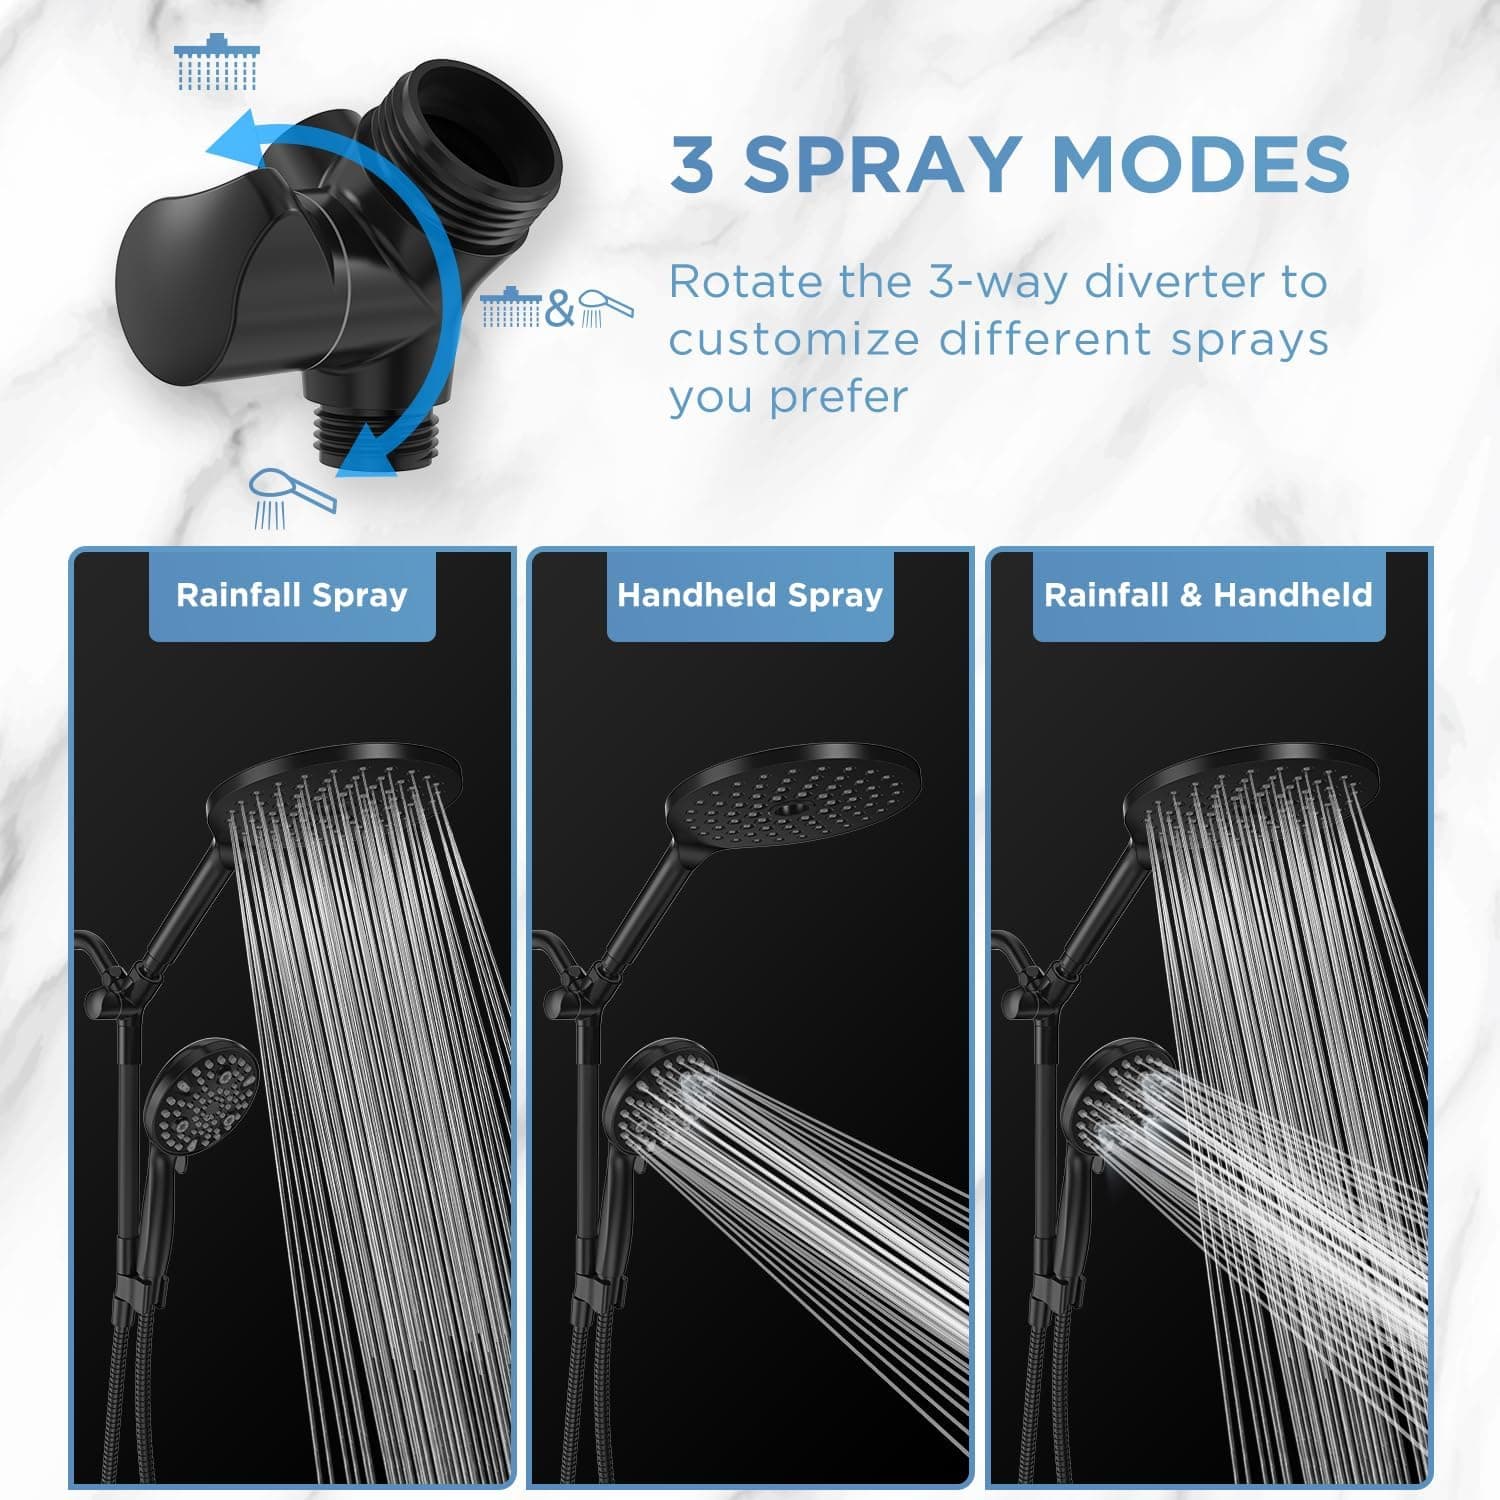 3 SPRAY MODES
Rotate the 3-way diverter to
customize different sprays
you prefer
&
Rainfall Spray
Handheld Spray
Rainfall & Handheld